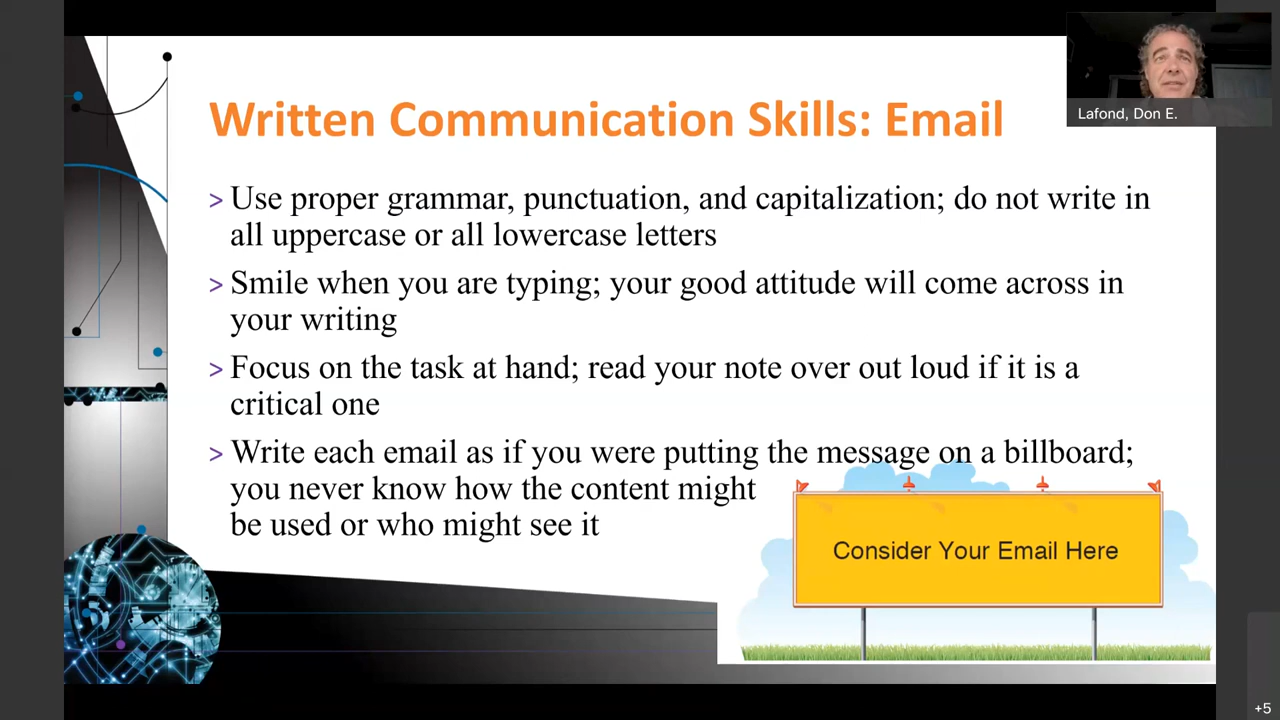 Written Communication Skills: Email
Lafond, Don E.
> Use proper grammar, punctuation, and capitalization; do not write in
all uppercase or all lowercase letters
> Smile when you are typing; your good attitude will come across in
your writing
> Focus on the task at hand; read your note over out loud if it is a
critical one
> Write each email as if you were putting the message on a billboard;
you never know how the content might
be used or who might see it
Consider Your Email Here
+5